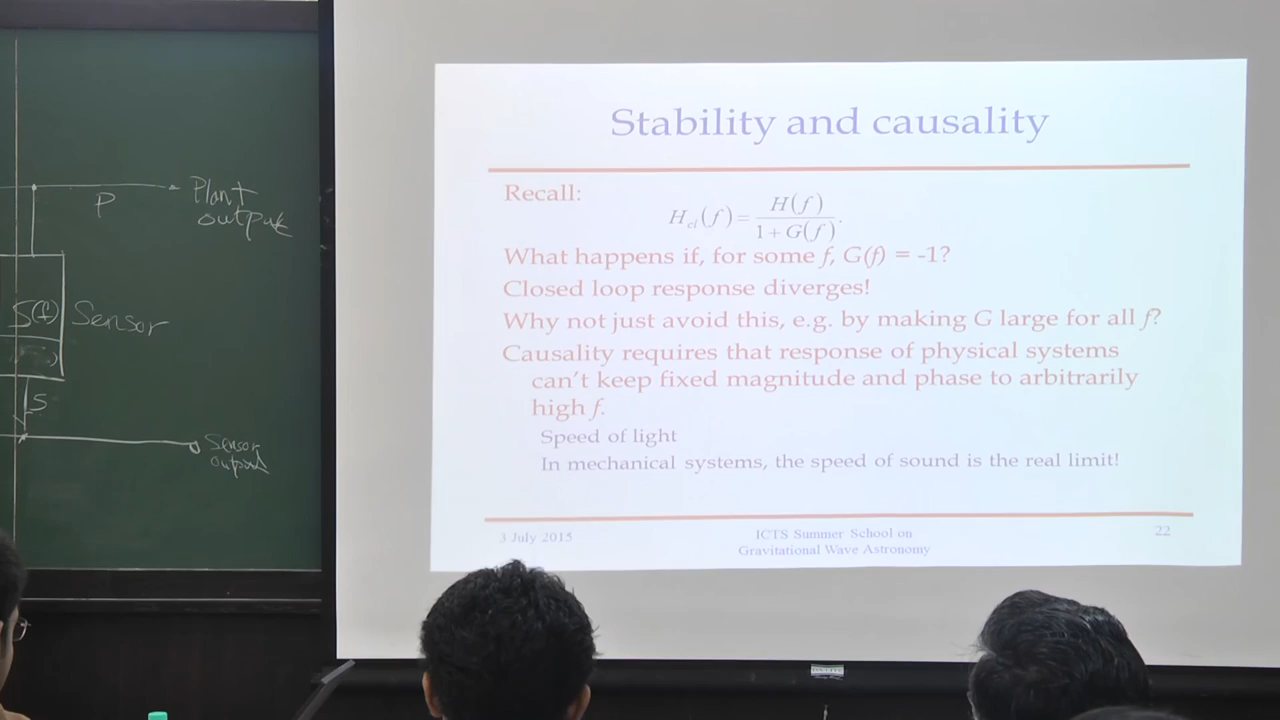 Plant
output
P
S(f) Sensor
S
Sensor
output
Stability and causality
Recall:
H_cl(f) = H(f) / 1 + G(f).
What happens if, for some f, G(f) = -1?
Closed loop response diverges!
Why not just avoid this, e.g. by making G large for all f?
Causality requires that response of physical systems
can't keep fixed magnitude and phase to arbitrarily
high f.
Speed of light
In mechanical systems, the speed of sound is the real limit!
3 July 2015
ICTS Summer School on
Gravitational Wave Astronomy
22